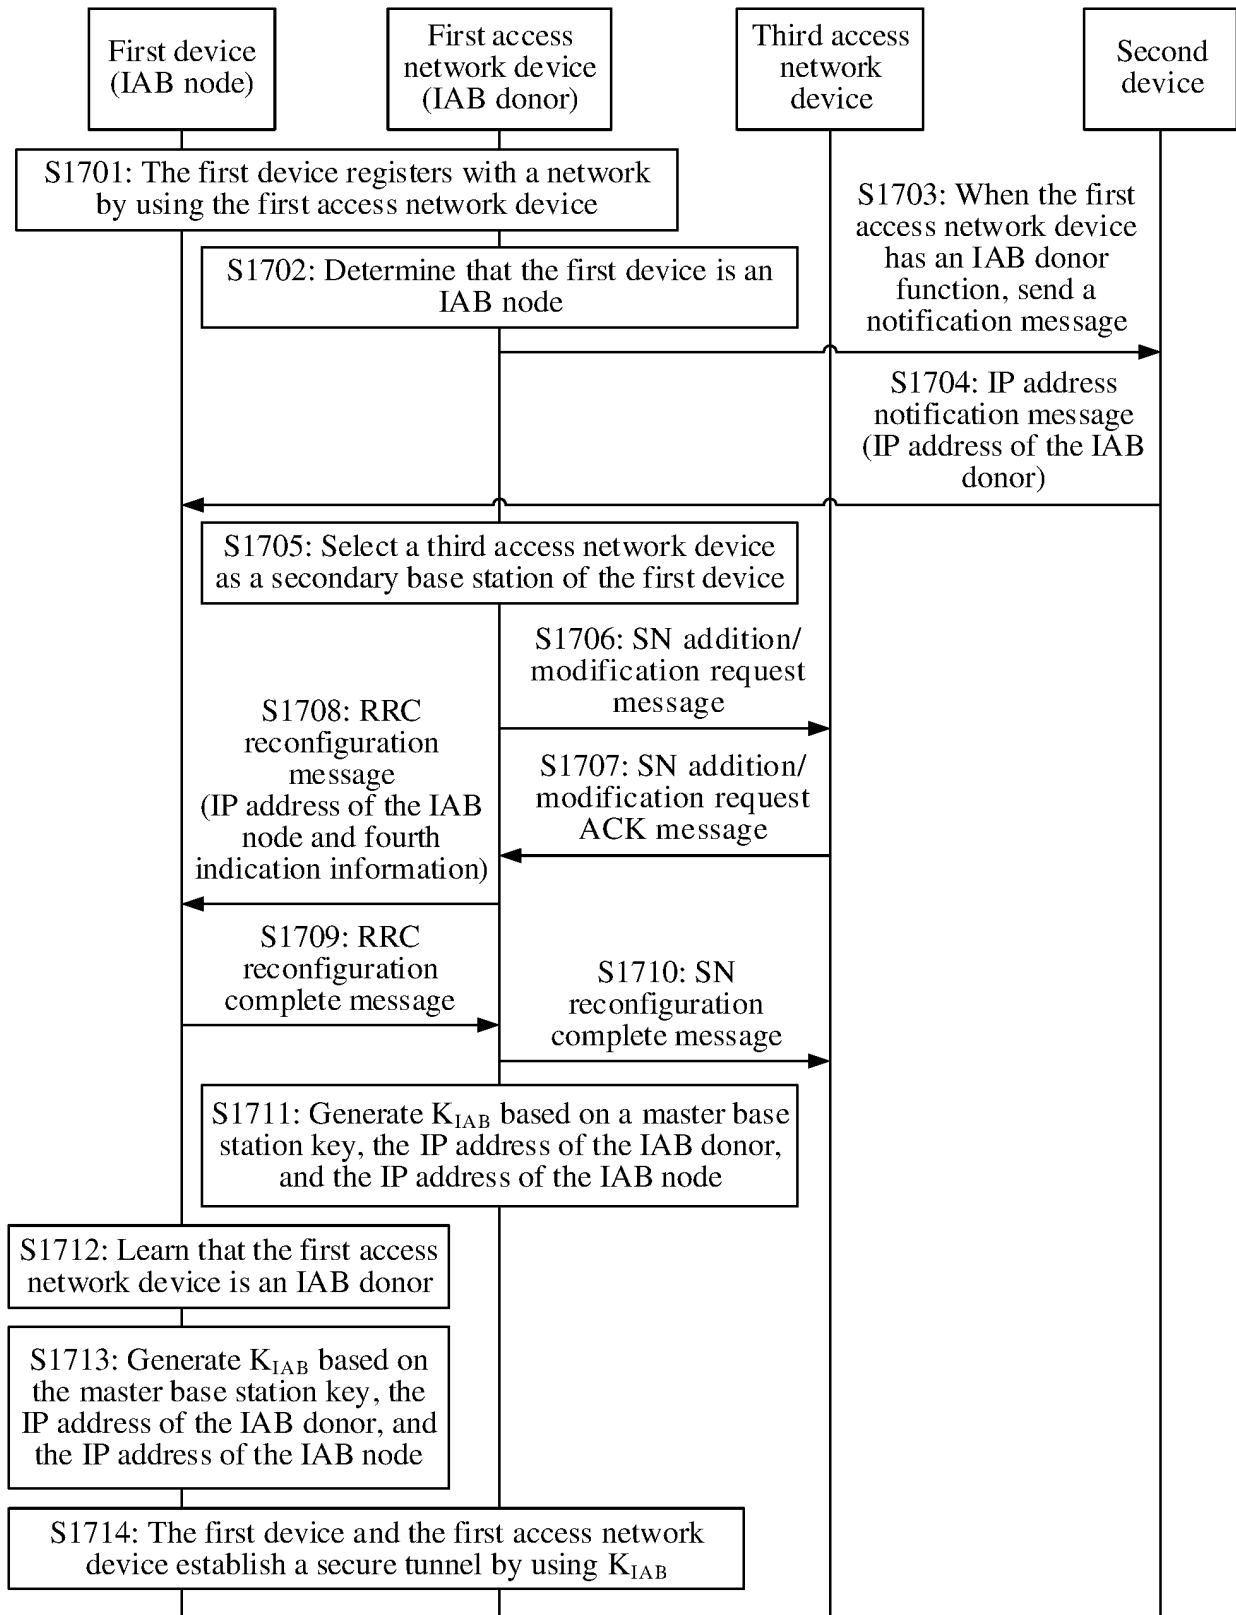 First device
(IAB node)
First access
network device
(IAB donor)
Third access
network
device
Second
device
S1701: The first device registers with a network
by using the first access network device
S1702: Determine that the first device is an
IAB node
S1703: When the first
access network device
has an IAB donor
function, send a
notification message
S1704: IP address
notification message
(IP address of the IAB
donor)
S1705: Select a third access network device
as a secondary base station of the first device
S1706: SN addition/
modification request
message
S1707: SN addition/
modification request
ACK message
S1708: RRC
reconfiguration
message
(IP address of the IAB
node and fourth
indication information)
S1709: RRC
reconfiguration
complete message
S1710: SN
reconfiguration
complete message
S1711: Generate KIAB based on a master base
station key, the IP address of the IAB donor,
and the IP address of the IAB node
S1712: Learn that the first access
network device is an IAB donor
S1713: Generate KIAB based on
the master base station key, the
IP address of the IAB donor, and
the IP address of the IAB node
S1714: The first device and the first access network
device establish a secure tunnel by using KIAB